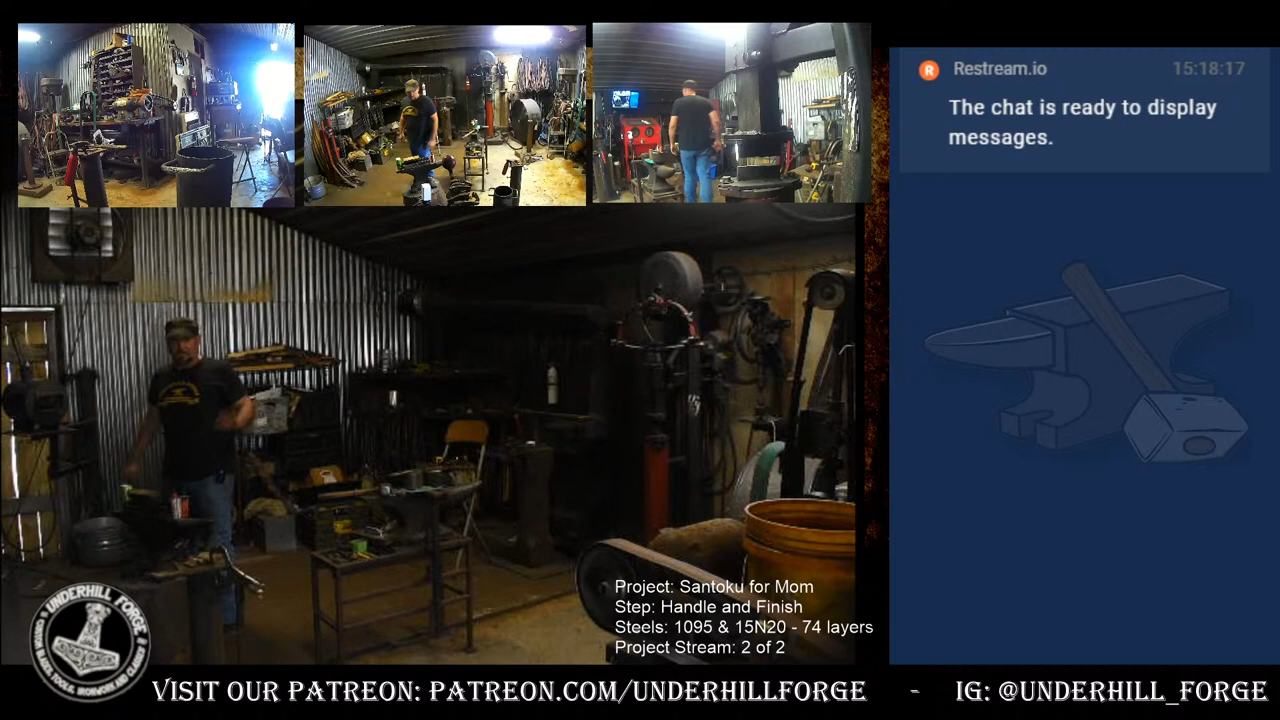 R Restream.io 15:18:17
The chat is ready to display
messages.
Project: Santoku for Mom
Step: Handle and Finish
Steels: 1095 & 15N20 - 74 layers
Project Stream: 2 of 2
UNDERHILL FORGE
VISIT OUR PATREON: PATREON.COM/UNDERHILLFORGE - IG: @UNDERHILL_FORGE